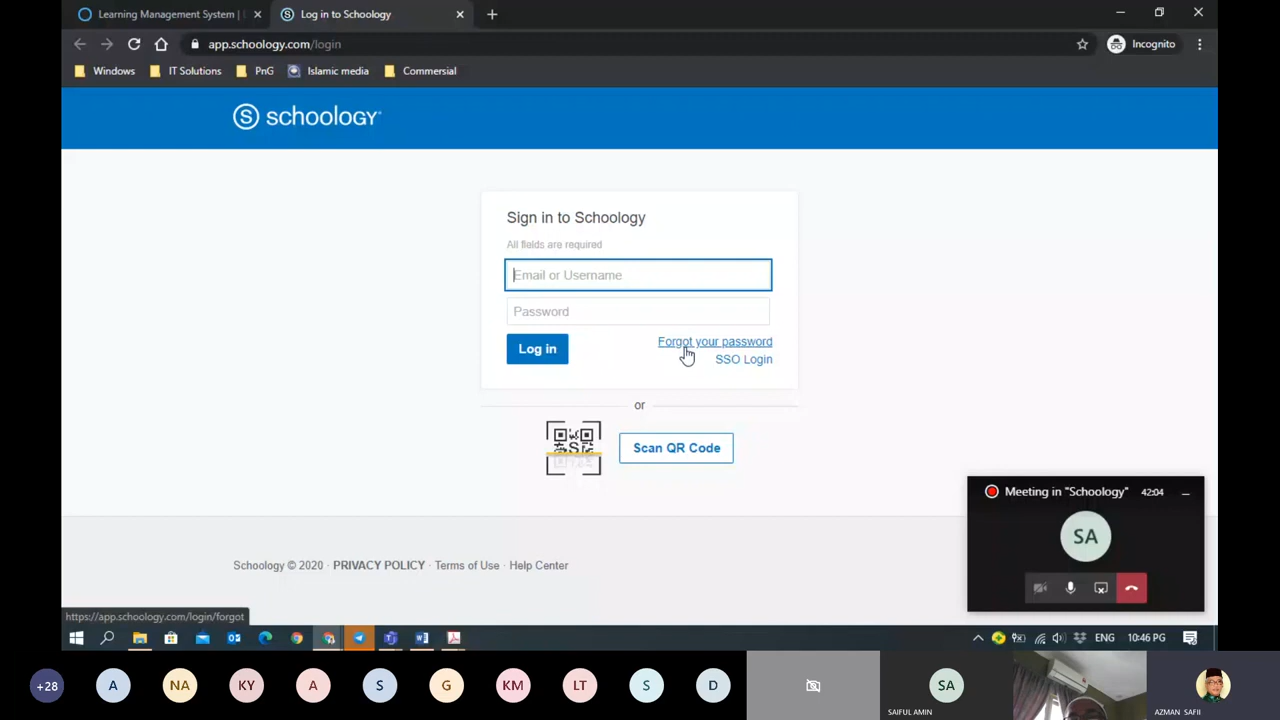 Learning Management System |
Log in to Schoology
app.schoology.com/login
Incognito
Windows
IT Solutions
PnG
Islamic media
Commersial
S schoology®
Sign in to Schoology
All fields are required
Email or Username
Password
Log in
Forgot your password
SSO Login
or
S
Scan QR Code
Meeting in "Schoology" 42:04
SA
Schoology © 2020 · PRIVACY POLICY · Terms of Use · Help Center
https://app.schoology.com/login/forgot
ENG 10:46 PG
+28 A NA KY A S G KM LT S D SA
SAIFUL AMIN
AZMAN SAFII